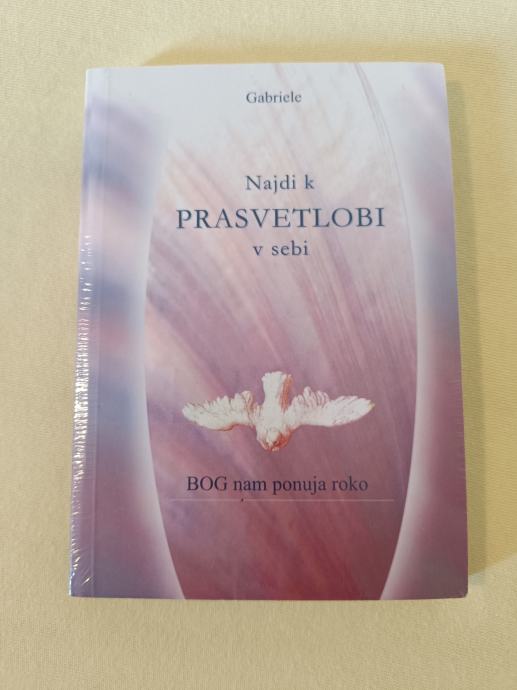 Gabriele
Najdi k
PRASVETLOBI
v sebi
BOG nam ponuja roko